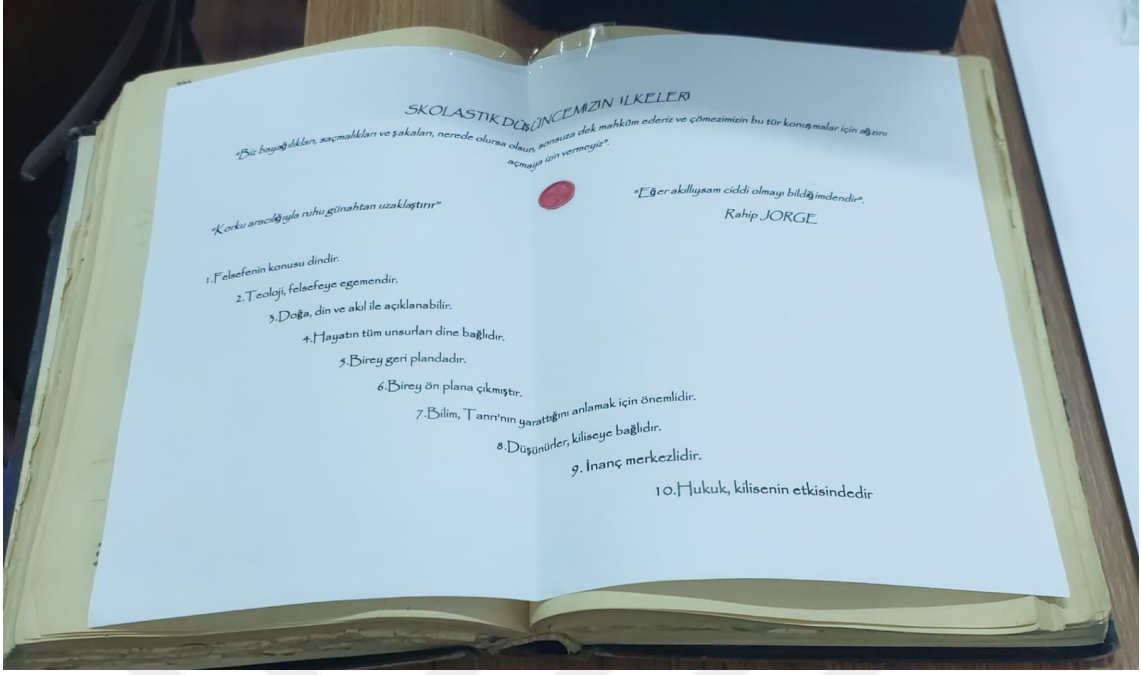 SKOLASTİK DÜŞÜNCEMİZİN İLKELERİ
"Biz bayağılıkları, saçmalıkları ve şakaları, nerede olursa olsun, sonsuza dek mahkûm ederiz ve çömezimizin bu tür konuşmalar için ağzını
açmaya izin vermeyiz".
"Eğer akıllıysam ciddi olmayı bildiğimdendir".
Rahip JORGE
"Korku aracılığıyla ruhu günahtan uzaklaştırır"
1.Felsefenin konusu dindir.
2.Teoloji, felsefeye egemendir.
3.Doğa, din ve akıl ile açıklanabilir.
4.Hayatın tüm unsurları dine bağlıdır.
5.Birey geri plandadır.
6.Birey ön plana çıkmıştır.
7.Bilim, Tanrı'nın yarattığını anlamak için önemlidir.
8.Düşünürler, kiliseye bağlıdır.
9. İnanç merkezlidir.
10.Hukuk, kilisenin etkisindedir